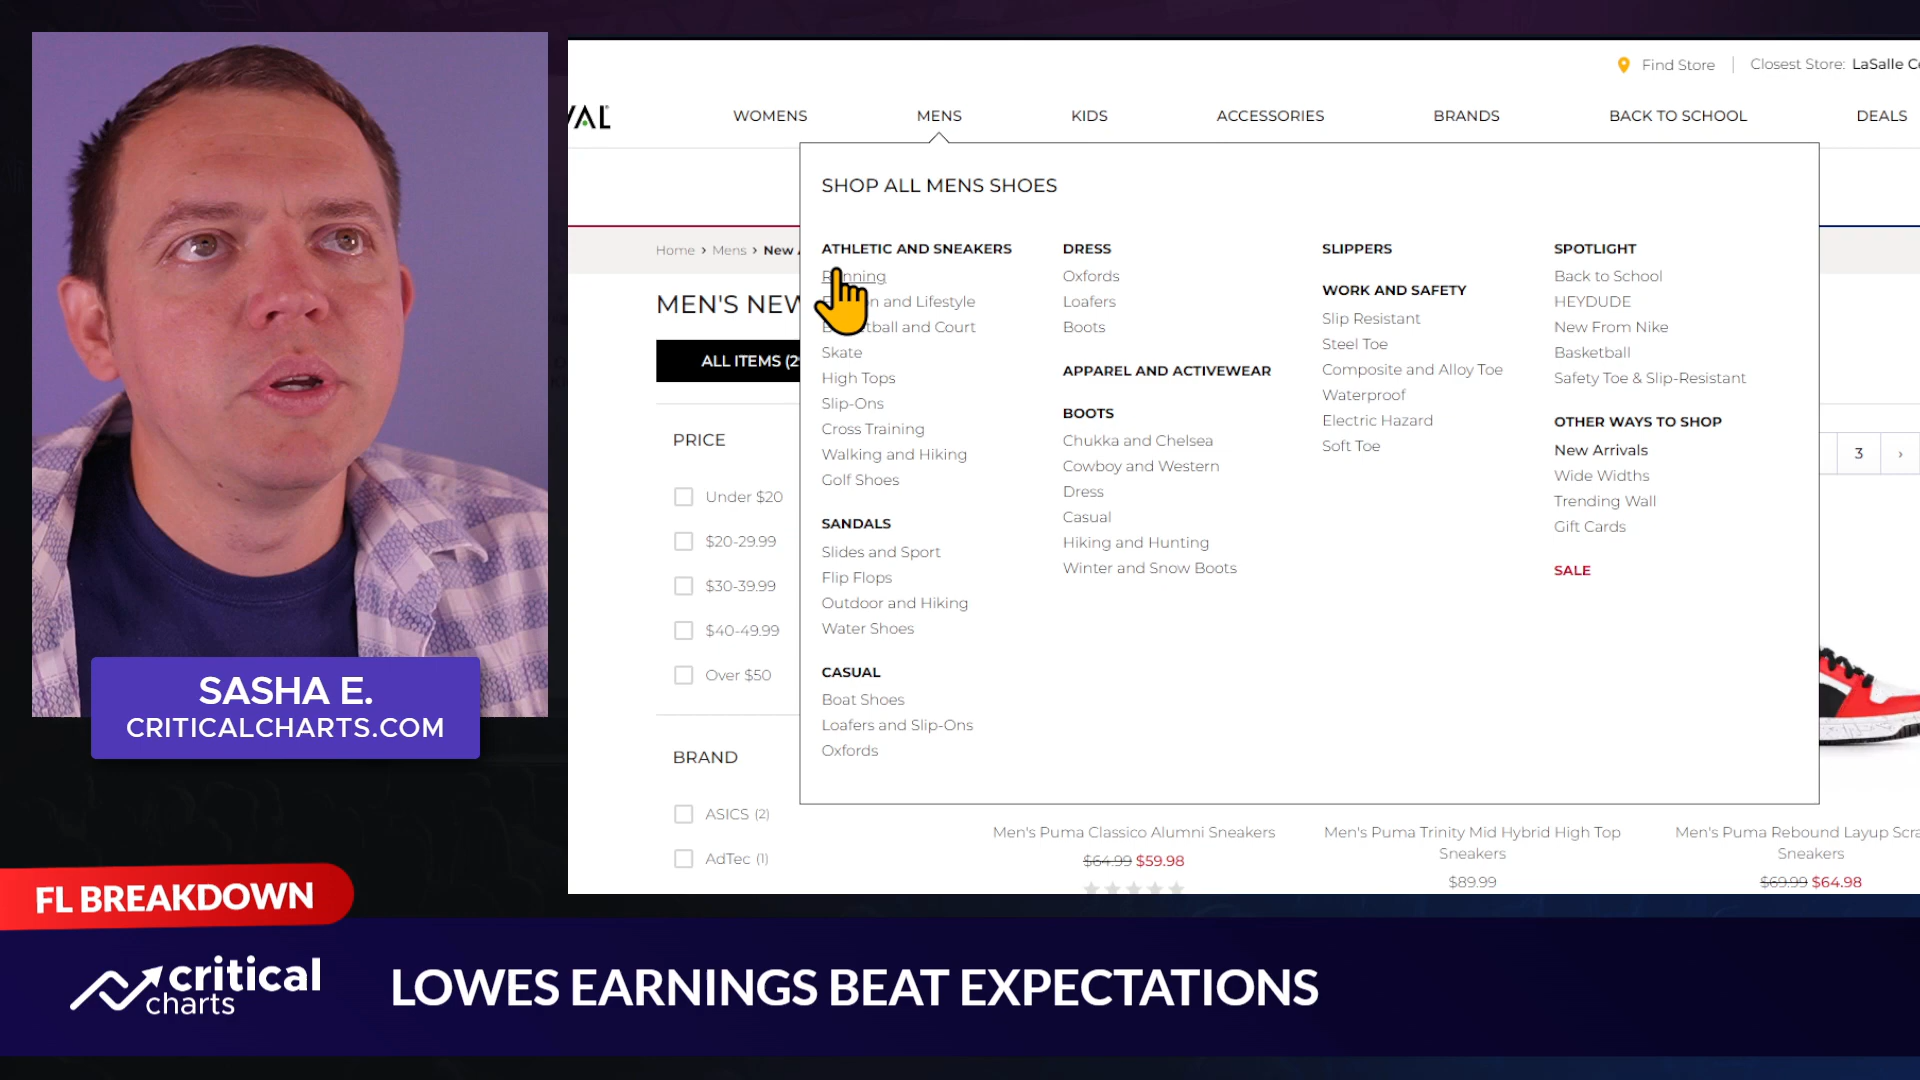 Find Store
Closest Store: LaSalle
WOMENS
MENS
KIDS
ACCESSORIES
BRANDS
BACK TO SCHOOL
DEALS
SHOP ALL MENS SHOES
Home › Mens › New
MEN'S NEW
ALL ITEMS
PRICE
Under $20
$20-29.99
$30-39.99
$40-49.99
Over $50
BRAND
ASICS (2)
AdTec (1)
ATHLETIC AND SNEAKERS
Running
and Lifestyle
and Court
Skate
High Tops
Slip-Ons
Cross Training
Walking and Hiking
Golf Shoes
SANDALS
Slides and Sport
Flip Flops
Outdoor and Hiking
Water Shoes
CASUAL
Boat Shoes
Loafers and Slip-Ons
Oxfords
DRESS
Oxfords
Loafers
Boots
APPAREL AND ACTIVEWEAR
BOOTS
Chukka and Chelsea
Cowboy and Western
Dress
Casual
Hiking and Hunting
Winter and Snow Boots
SLIPPERS
WORK AND SAFETY
Slip Resistant
Steel Toe
Composite and Alloy Toe
Waterproof
Electric Hazard
Soft Toe
SPOTLIGHT
Back to School
HEYDUDE
New From Nike
Basketball
Safety Toe & Slip-Resistant
OTHER WAYS TO SHOP
New Arrivals
Wide Widths
Trending Wall
Gift Cards
SALE
3 ›
Men's Puma Classico Alumni Sneakers
$64.99 $59.98
Men's Puma Trinity Mid Hybrid High Top
Sneakers
$89.99
Men's Puma Rebound Layup
Sneakers
$69.99 $64.98
SASHA E.
CRITICALCHARTS.COM
FL BREAKDOWN
critical
charts
LOWES EARNINGS BEAT EXPECTATIONS